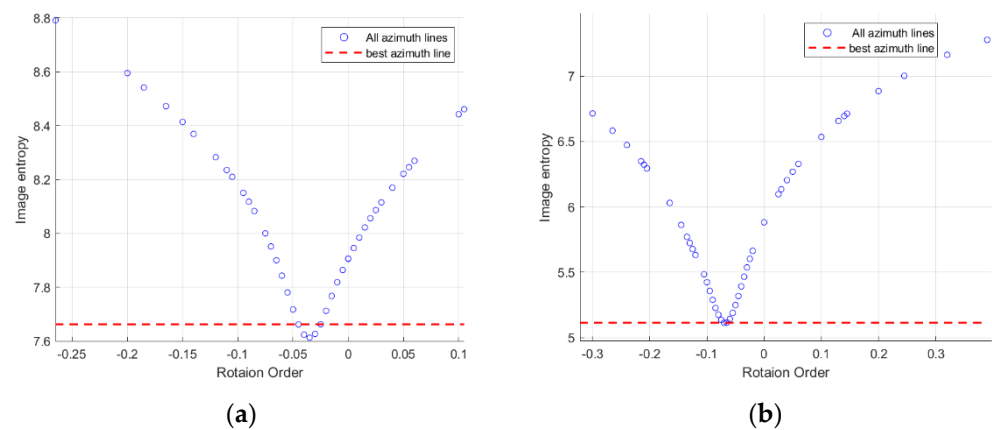 8.8
8.6
8.4
8.2
8
7.8
7.6
Image entropy
-0.25
-0.2
-0.15
-0.1
-0.05
0
0.05
0.1
Rotaion Order
All azimuth lines
best azimuth line
(a)
7
6.5
6
5.5
5
Image entropy
-0.3
-0.2
-0.1
0
0.1
0.2
0.3
Rotaion Order
All azimuth lines
best azimuth line
(b)